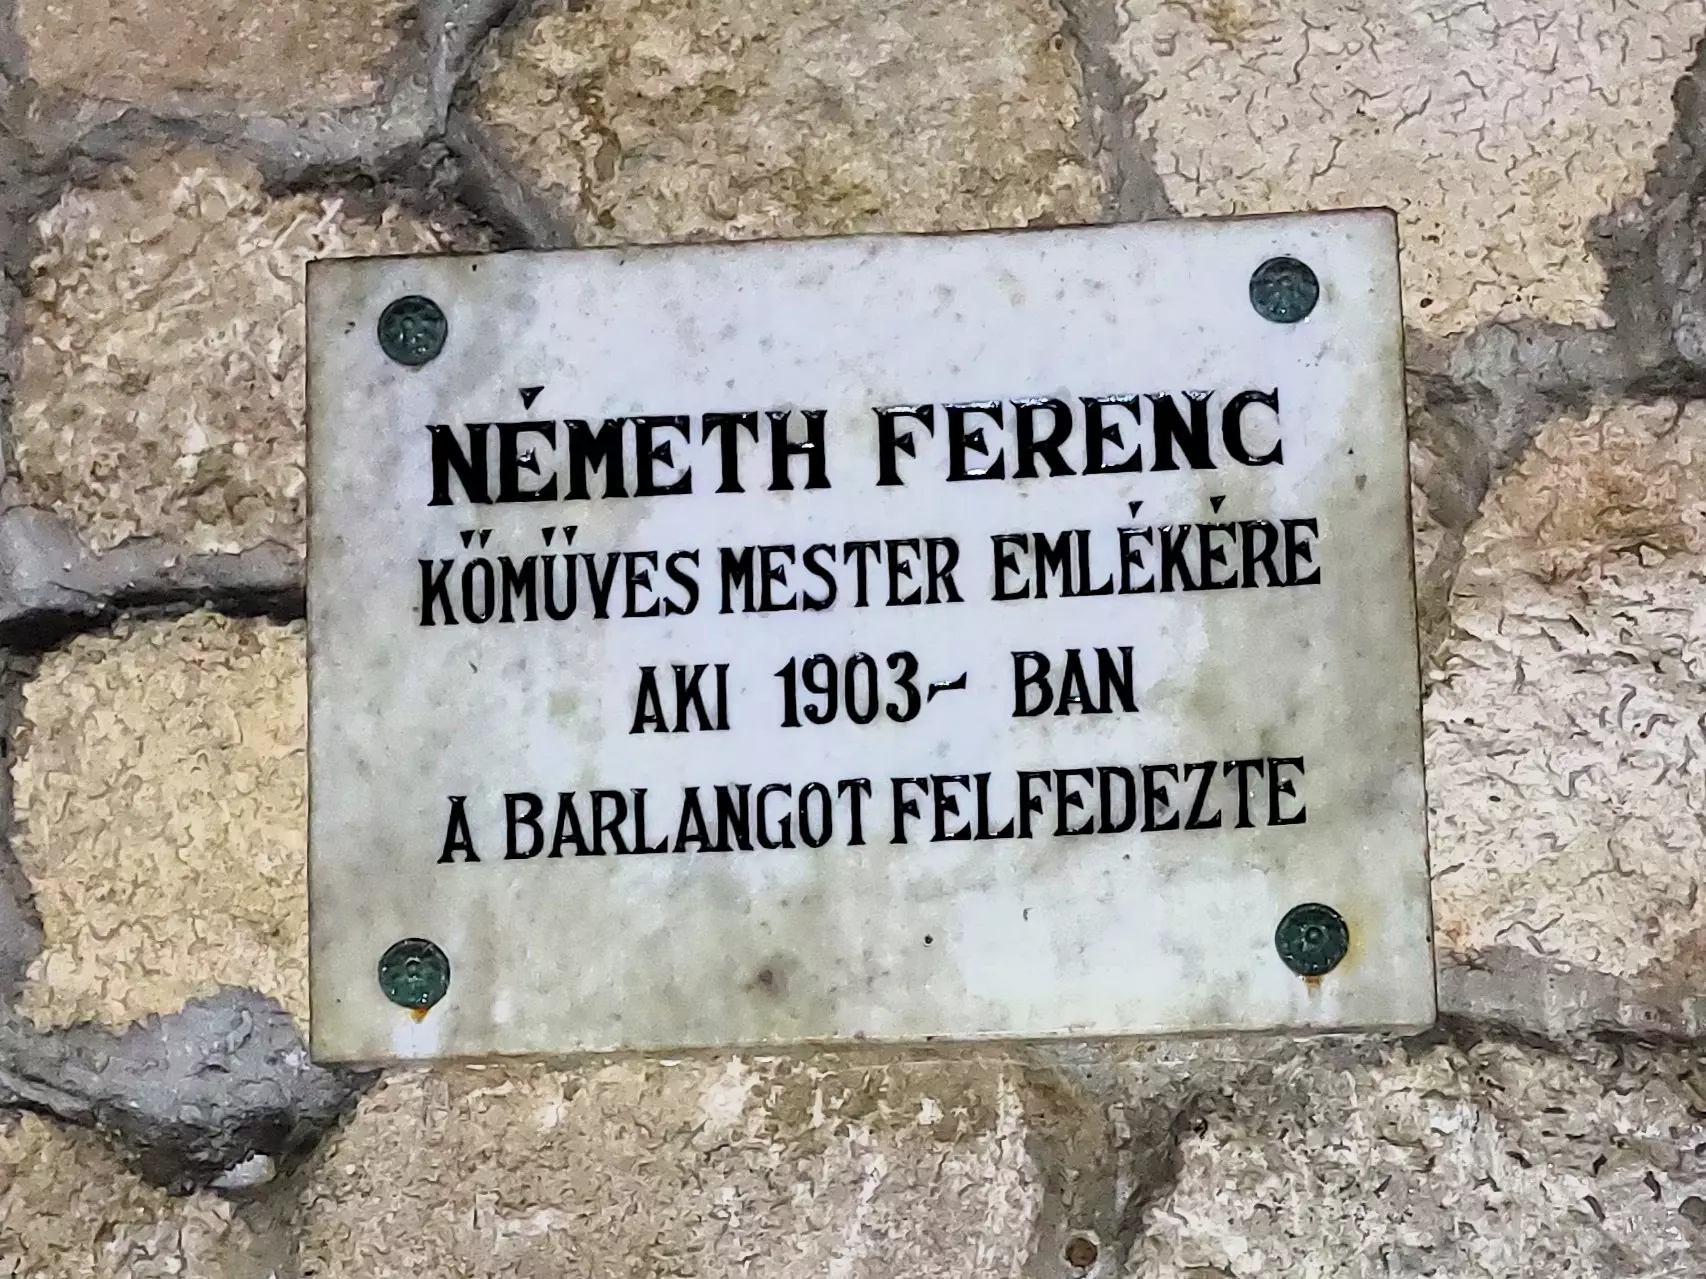 NÉMETH FERENC
KŐMŰVES MESTER EMLÉKÉRE
AKI 1903- BAN
A BARLANGOT FELFEDEZTE